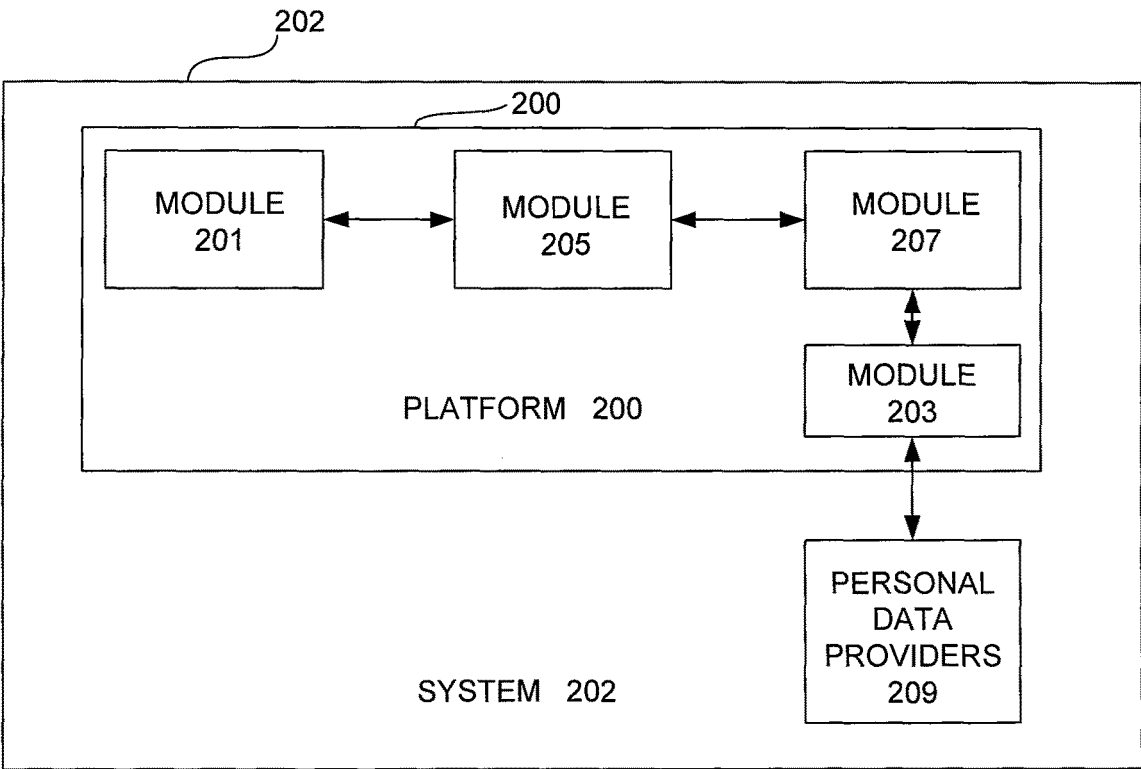 202
200
MODULE
201
MODULE
205
MODULE
207
MODULE
203
PLATFORM 200
PERSONAL
DATA
PROVIDERS
209
SYSTEM 202